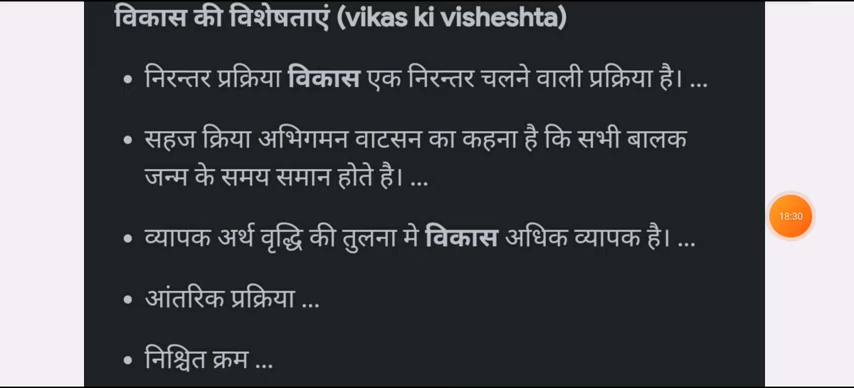 विकास की विशेषताएं (vikas ki visheshta)
• निरन्तर प्रक्रिया विकास एक निरन्तर चलने वाली प्रक्रिया है। ...
• सहज क्रिया अभिगमन वाटसन का कहना है कि सभी बालक
जन्म के समय समान होते है। ...
18:30
• व्यापक अर्थ वृद्धि की तुलना मे विकास अधिक व्यापक है। ...
• आंतरिक प्रक्रिया ...
• निश्चित क्रम ...